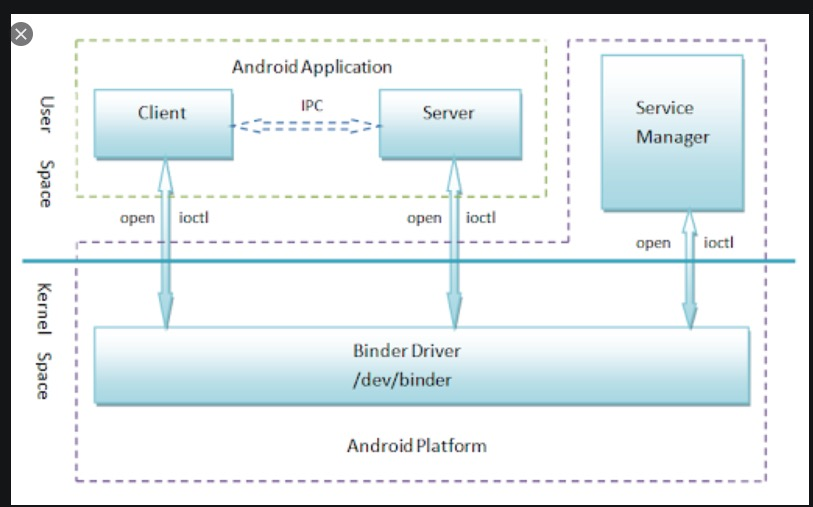 Android Application
Client
IPC
Server
Service
Manager
User Space
open ioctl
open ioctl
open ioctl
Kernel Space
Binder Driver
/dev/binder
Android Platform